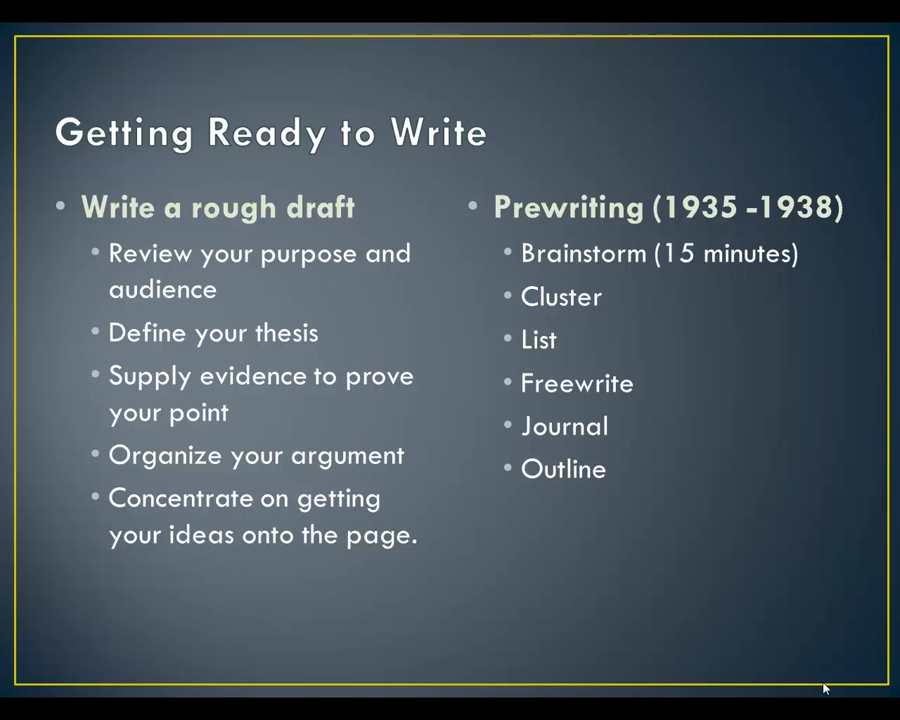 Getting Ready to Write
• Write a rough draft
• Review your purpose and
audience
• Define your thesis
• Supply evidence to prove
your point
• Organize your argument
• Concentrate on getting
your ideas onto the page.
• Prewriting (1935 -1938)
• Brainstorm (15 minutes)
• Cluster
• List
• Freewrite
• Journal
• Outline